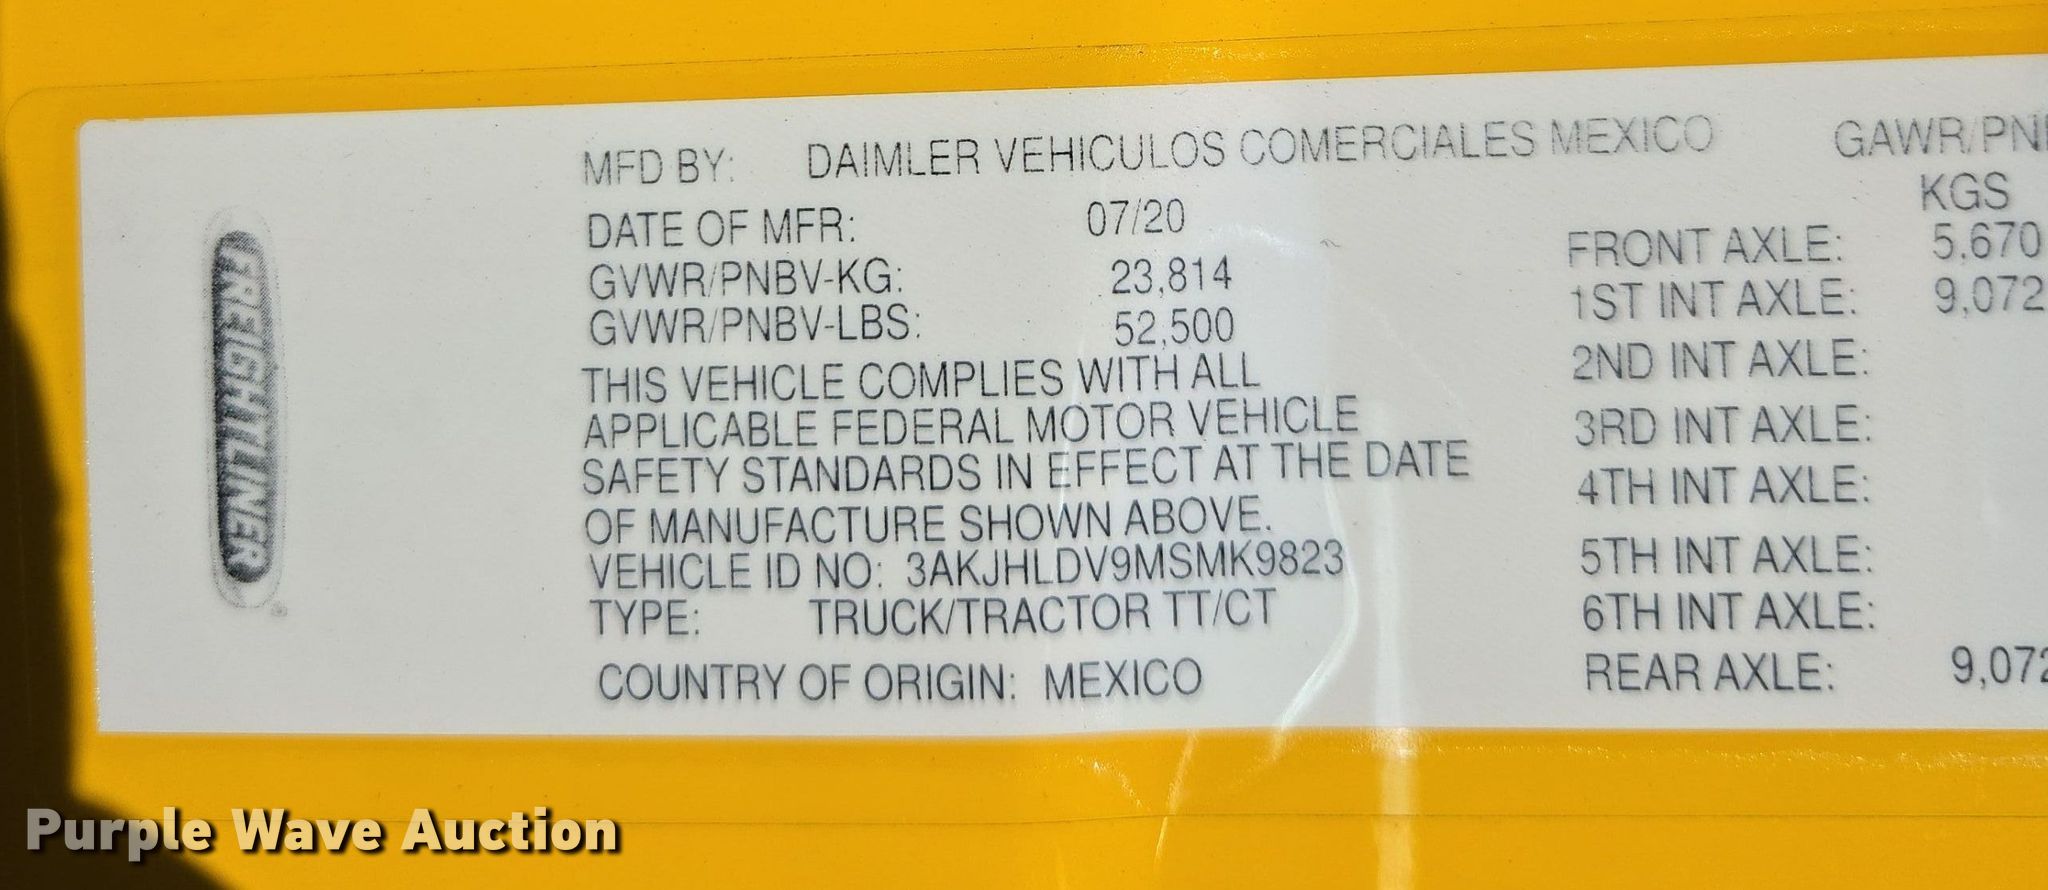 FREIGHTLINER
MFD BY: DAIMLER VEHICULOS COMERCIALES MEXICO
DATE OF MFR: 07/20
GVWR/PNBV-KG: 23,814
GVWR/PNBV-LBS: 52,500
THIS VEHICLE COMPLIES WITH ALL
APPLICABLE FEDERAL MOTOR VEHICLE
SAFETY STANDARDS IN EFFECT AT THE DATE
OF MANUFACTURE SHOWN ABOVE.
VEHICLE ID NO: 3AKJHLDV9MSMK9823
TYPE: TRUCK/TRACTOR TT/CT
COUNTRY OF ORIGIN: MEXICO
GAWR/PN
KGS
FRONT AXLE: 5,670
1ST INT AXLE: 9,072
2ND INT AXLE:
3RD INT AXLE:
4TH INT AXLE:
5TH INT AXLE:
6TH INT AXLE:
REAR AXLE: 9,072
Purple Wave Auction